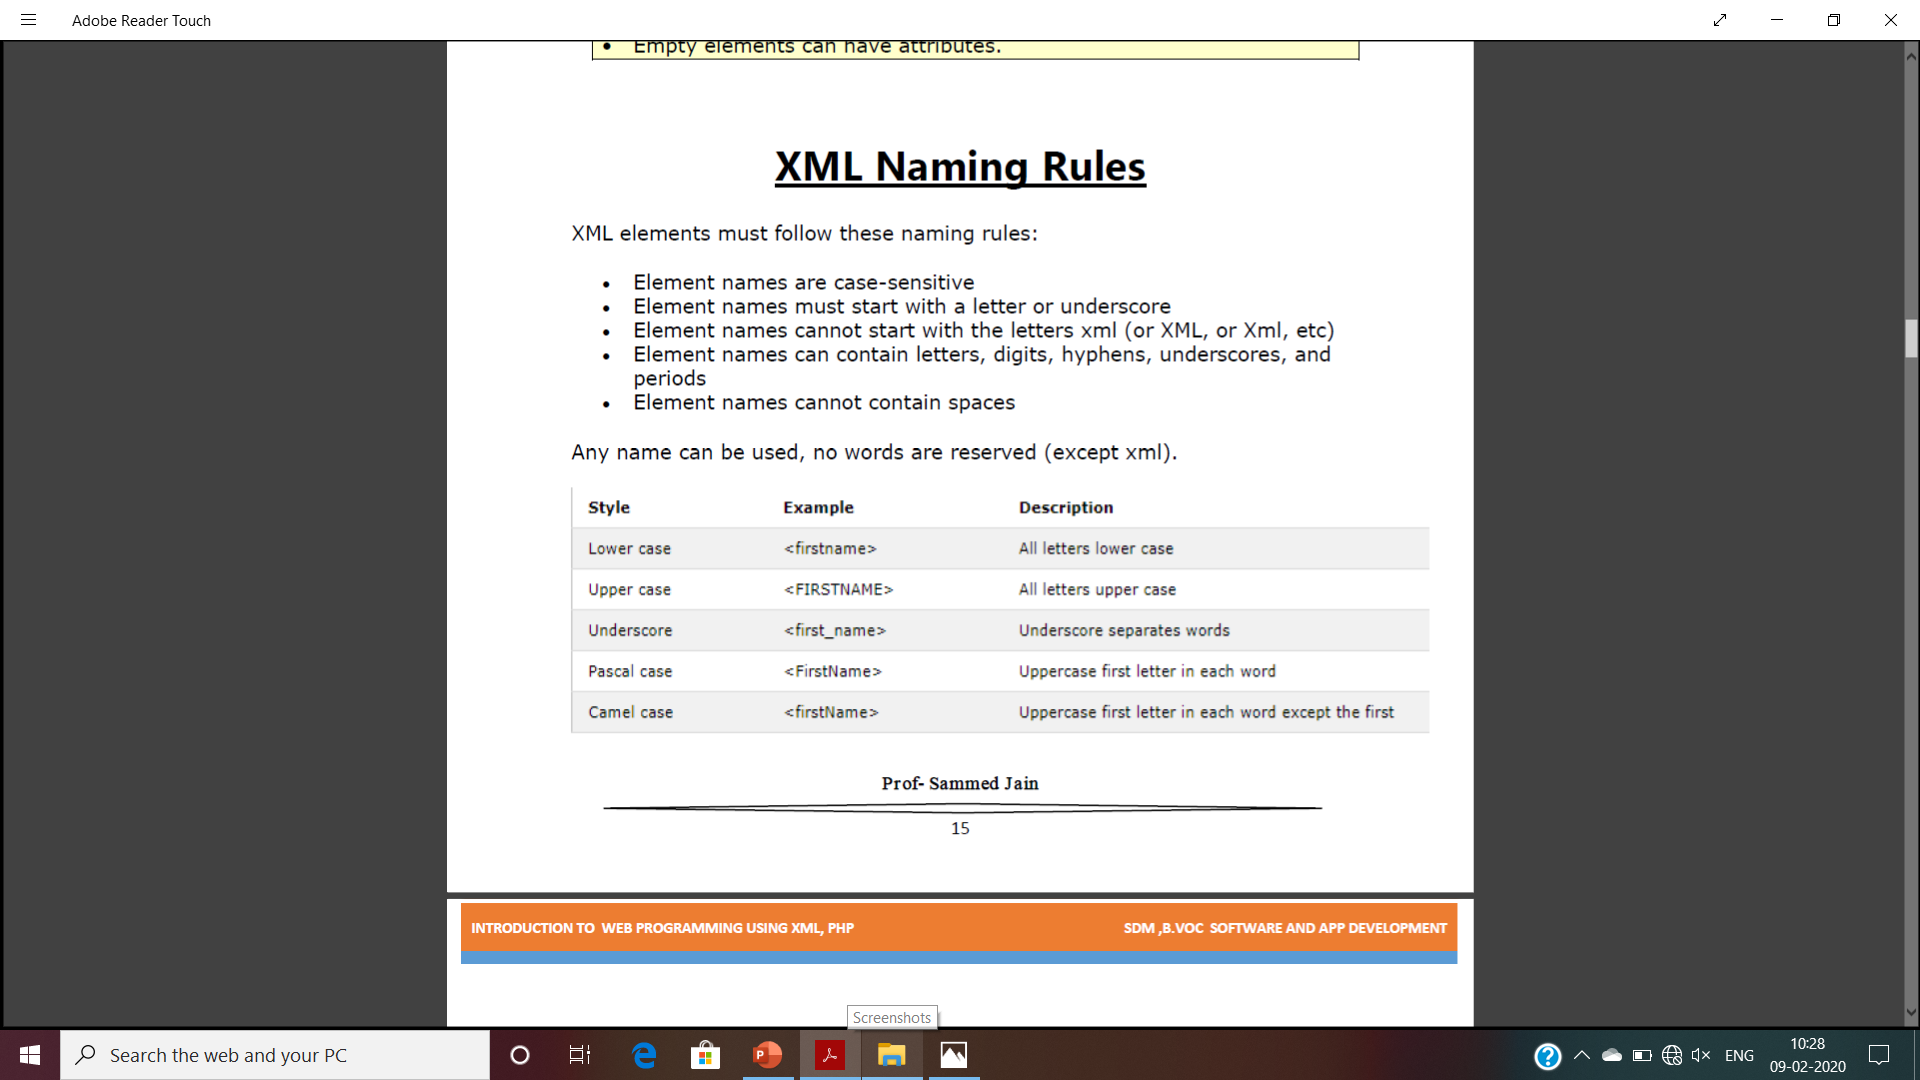 Adobe Reader Touch
• Empty elements can have attributes.
XML Naming Rules
XML elements must follow these naming rules:
• Element names are case-sensitive
• Element names must start with a letter or underscore
• Element names cannot start with the letters xml (or XML, or Xml, etc)
• Element names can contain letters, digits, hyphens, underscores, and
periods
• Element names cannot contain spaces
Any name can be used, no words are reserved (except xml).
Style Example Description
Lower case <firstname> All letters lower case
Upper case <FIRSTNAME> All letters upper case
Underscore <first_name> Underscore separates words
Pascal case <FirstName> Uppercase first letter in each word
Camel case <firstName> Uppercase first letter in each word except the first
Prof- Sammed Jain
15
INTRODUCTION TO WEB PROGRAMMING USING XML, PHP SDM ,B.VOC SOFTWARE AND APP DEVELOPMENT
Screenshots
Search the web and your PC
ENG
10:28
09-02-2020